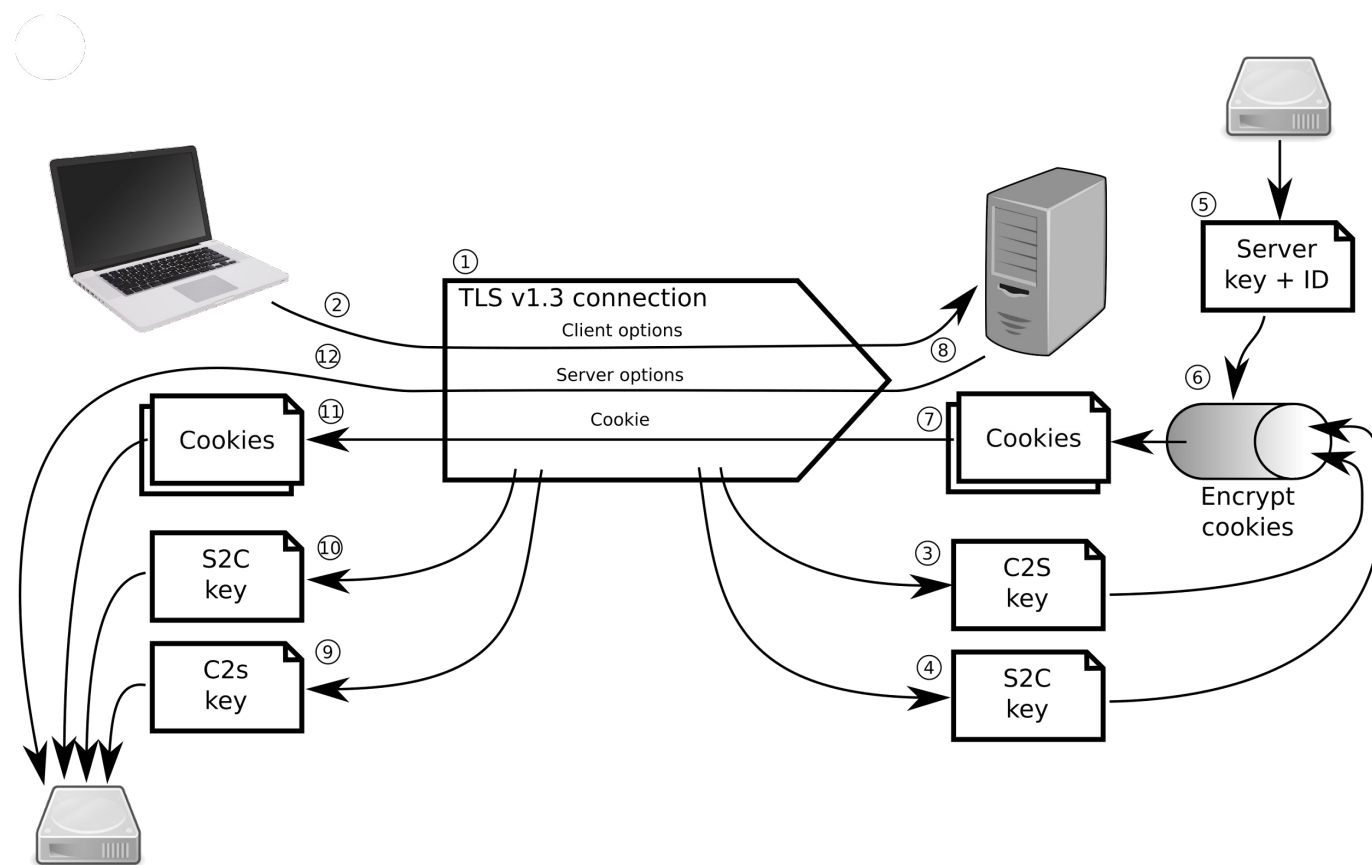 ①
TLS v1.3 connection
②
Client options
⑧
⑫
Server options
Cookie
⑤
Server
key + ID
⑥
Encrypt
cookies
⑪
Cookies
⑦
Cookies
⑩
S2C
key
③
C2S
key
⑨
C2s
key
④
S2C
key